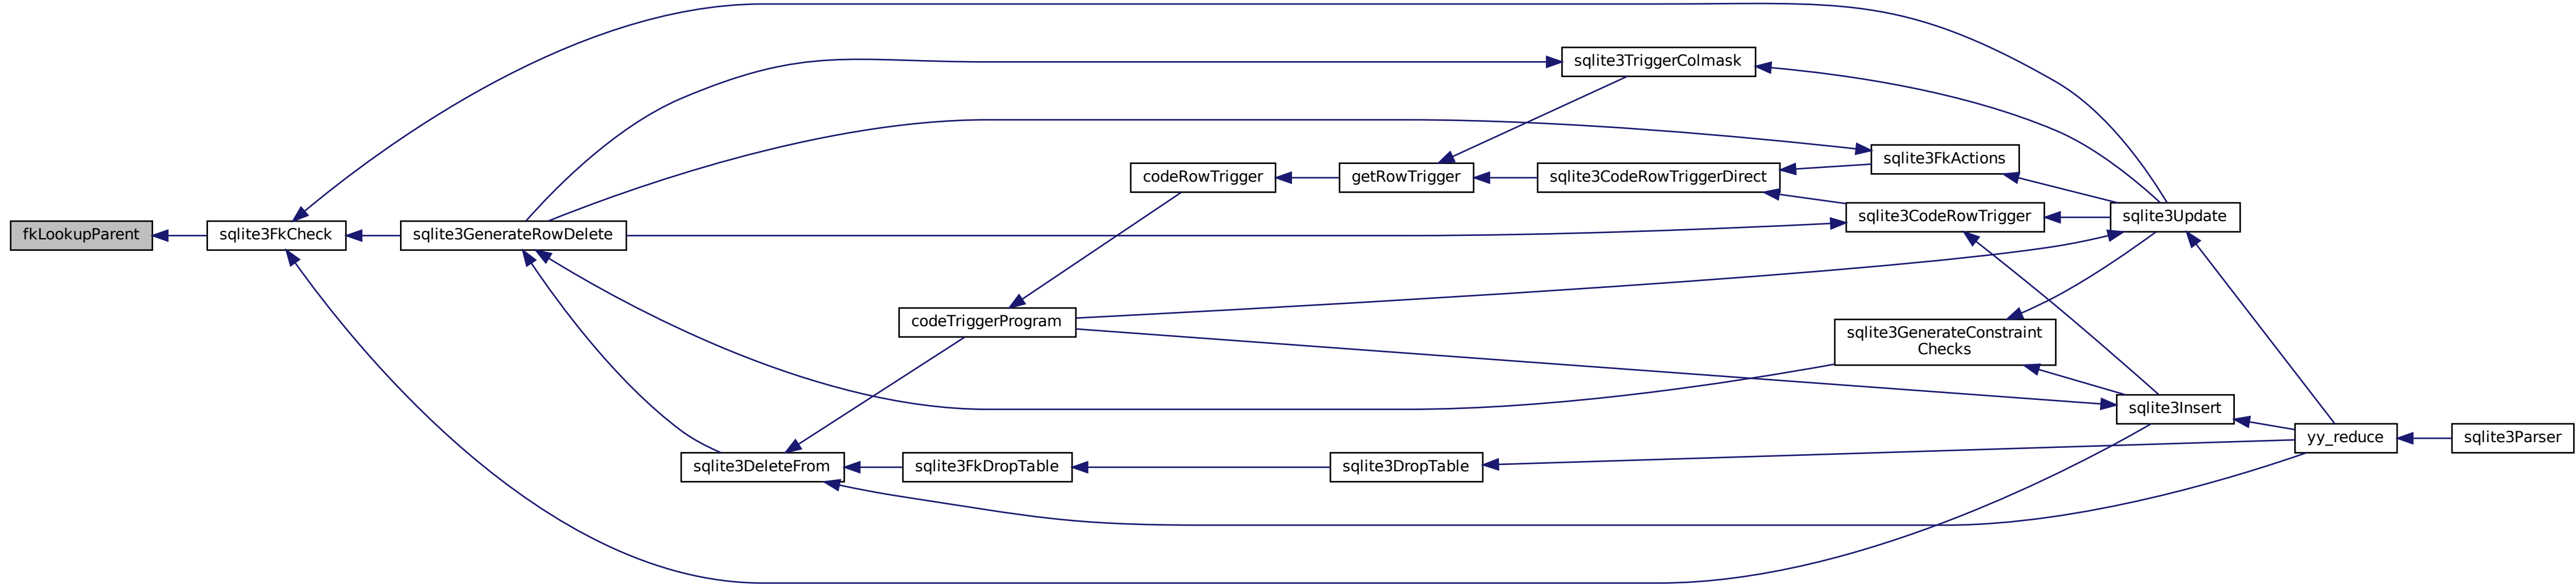 sqlite3TriggerColmask
sqlite3FkActions
codeRowTrigger
getRowTrigger
sqlite3CodeRowTriggerDirect
sqlite3CodeRowTrigger
sqlite3Update
fkLookupParent
sqlite3FkCheck
sqlite3GenerateRowDelete
codeTriggerProgram
sqlite3GenerateConstraint
Checks
sqlite3Insert
yy_reduce
sqlite3Parser
sqlite3DeleteFrom
sqlite3FkDropTable
sqlite3DropTable